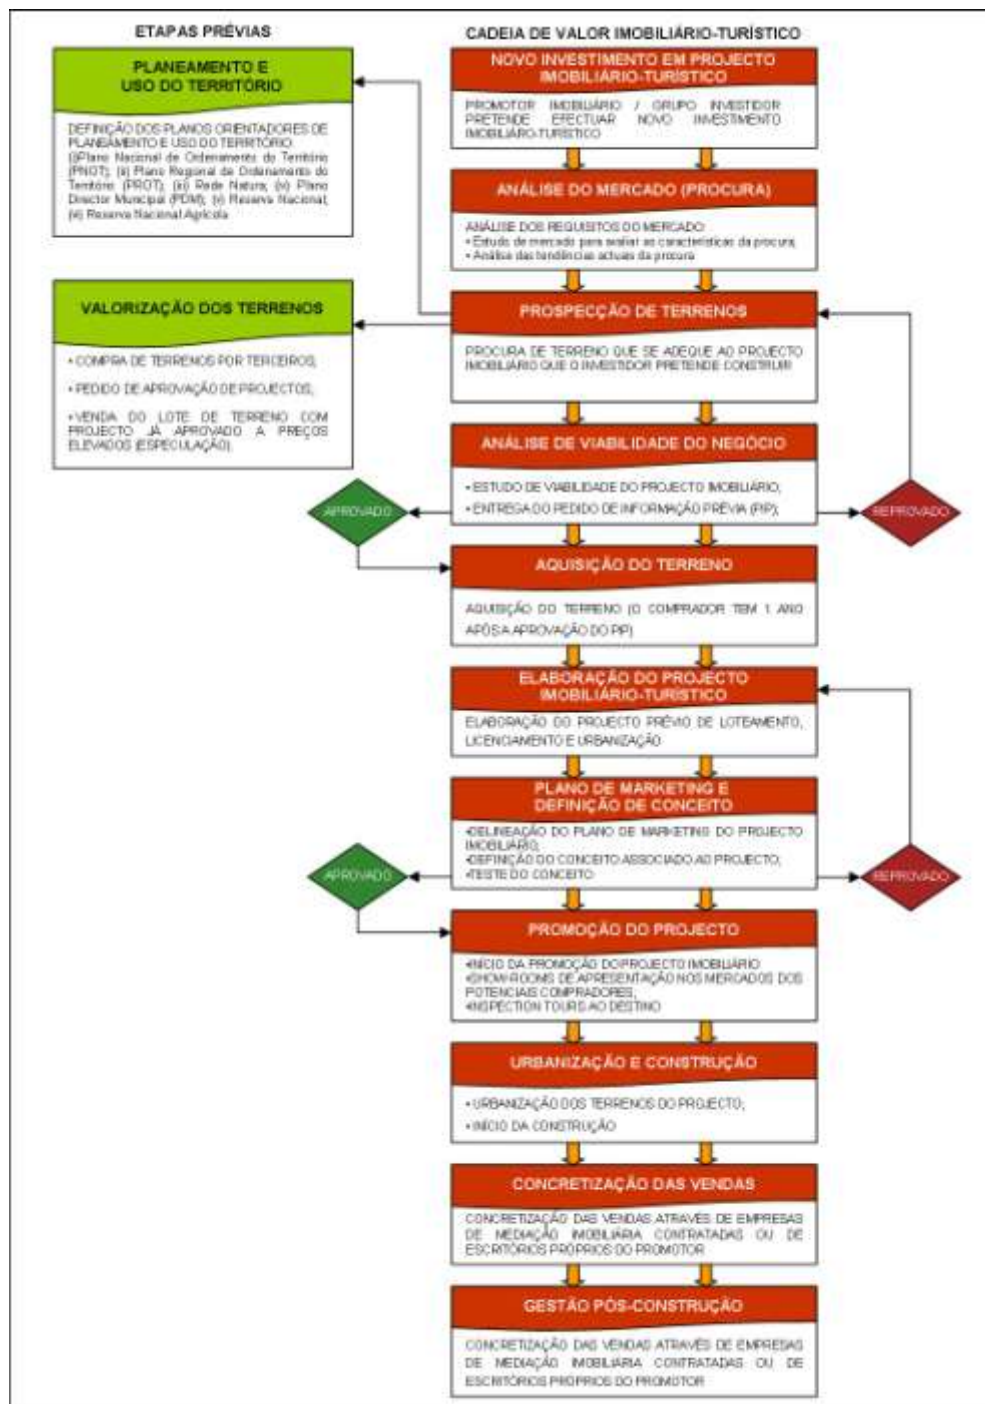 ETAPAS PRÉVIAS
PLANEAMENTO E
USO DO TERRITÓRIO
DEFINIÇÃO DOS PLANOS ORIENTADORES DE
PLANEAMENTO E USO DO TERRITÓRIO
(i)Plano Nacional de Ordenamento do Território
(PNOT); (ii) Plano Regional de Ordenamento do
Território (PROT); (iii) Rede Natura; (iv) Plano
Director Municipal (PDM); (v) Reserva Nacional;
(vi) Reserva Nacional Agrícola
VALORIZAÇÃO DOS TERRENOS
• COMPRA DE TERRENOS POR TERCEIROS;
• PEDIDO DE APROVAÇÃO DE PROJECTOS;
• VENDA DO LOTE DE TERRENO COM
PROJECTO JÁ APROVADO A PREÇOS
ELEVADOS (ESPECULAÇÃO).
CADEIA DE VALOR IMOBILIÁRIO-TURÍSTICO
NOVO INVESTIMENTO EM PROJECTO
IMOBILIÁRIO-TURÍSTICO
PROMOTOR IMOBILIÁRIO / GRUPO INVESTIDOR
PRETENDE EFECTUAR NOVO INVESTIMENTO
IMOBILIÁRO-TURÍSTICO
ANÁLISE DO MERCADO (PROCURA)
ANÁLISE DOS REQUISITOS DO MERCADO
• Estudo de mercado para avaliar as características da procura;
• Análise das tendências actuais da procura
PROSPECÇÃO DE TERRENOS
PROCURA DE TERRENO QUE SE ADEQUE AO PROJECTO
IMOBILIÁRIO QUE O INVESTIDOR PRETENDE CONSTRUIR
ANÁLISE DE VIABILIDADE DO NEGÓCIO
• ESTUDO DE VIABILIDADE DO PROJECTO IMOBILIÁRIO;
• ENTREGA DO PEDIDO DE INFORMAÇÃO PRÉVIA (PIP);
APROVADO
REPROVADO
AQUISIÇÃO DO TERRENO
AQUISIÇÃO DO TERRENO (O COMPRADOR TEM 1 ANO
APÓS A APROVAÇÃO DO PIP)
ELABORAÇÃO DO PROJECTO
IMOBILIÁRIO-TURÍSTICO
ELABORAÇÃO DO PROJECTO PRÉVIO DE LOTEAMENTO,
LICENCIAMENTO E URBANIZAÇÃO
PLANO DE MARKETING E
DEFINIÇÃO DE CONCEITO
•DELINEAÇÃO DO PLANO DE MARKETING DO PROJECTO
IMOBILIÁRIO;
•DEFINIÇÃO DO CONCEITO ASSOCIADO AO PROJECTO;
•TESTE DO CONCEITO
APROVADO
REPROVADO
PROMOÇÃO DO PROJECTO
•INÍCIO DA PROMOÇÃO DO PROJECTO IMOBILIÁRIO
•SHOW-ROOMS DE APRESENTAÇÃO NOS MERCADOS DOS
POTENCIAIS COMPRADORES;
•INSPECTION TOURS AO DESTINO
URBANIZAÇÃO E CONSTRUÇÃO
• URBANIZAÇÃO DOS TERRENOS DO PROJECTO;
• INÍCIO DA CONSTRUÇÃO
CONCRETIZAÇÃO DAS VENDAS
CONCRETIZAÇÃO DAS VENDAS ATRAVÉS DE EMPRESAS
DE MEDIAÇÃO IMOBILIÁRIA CONTRATADAS OU DE
ESCRITÓRIOS PRÓPRIOS DO PROMOTOR
GESTÃO PÓS-CONSTRUÇÃO
CONCRETIZAÇÃO DAS VENDAS ATRAVÉS DE EMPRESAS
DE MEDIAÇÃO IMOBILIÁRIA CONTRATADAS OU DE
ESCRITÓRIOS PRÓPRIOS DO PROMOTOR